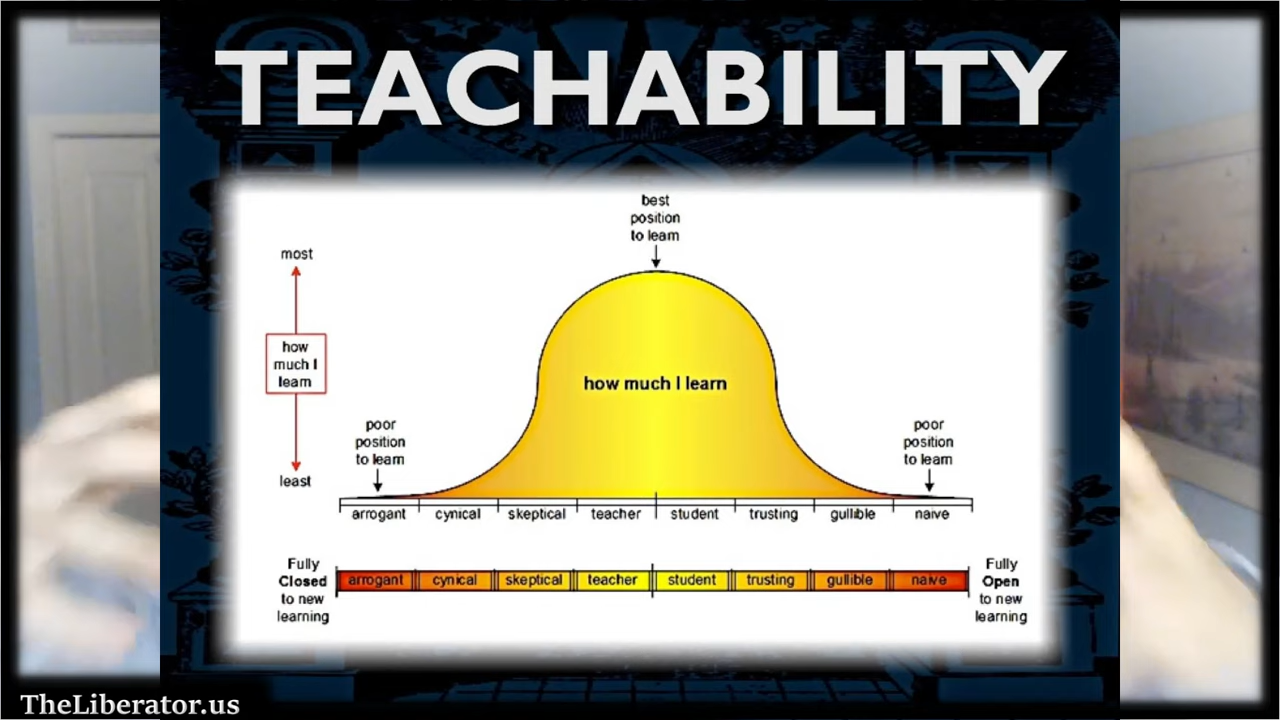 TEACHABILITY
best
position
to learn
most
how
much I
learn
least
how much I learn
poor
position
to learn
poor
position
to learn
arrogant cynical skeptical teacher student trusting gullible naive
Fully
Closed
to new
learning
arrogant cynical skeptical teacher student trusting gullible naive
Fully
Open
to new
learning
TheLiberator.us